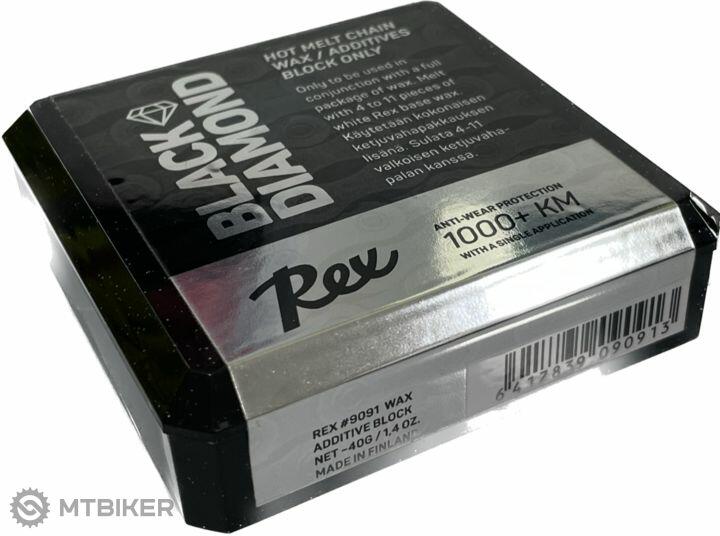 BLACK
DIAMOND
HOT MELT CHAIN
WAX / ADDITIVES
BLOCK ONLY
Only to be used in
conjunction with a full
package of wax. Melt
with 4 to 11 pieces of
white Rex base wax
Käytetään kokonaisen
ketjuvahapakkauksen
lisänä. Sulata 4-11
valkoisen ketjuvaha-
palan kanssa.
Rex
ANTI-WEAR PROTECTION
1000+ KM
WITH A SINGLE APPLICATION
REX #9091 WAX
ADDITIVE BLOCK
NET ~40G / 1,4 OZ.
MADE IN FINLAND
6 417839 090913
MTBIKER